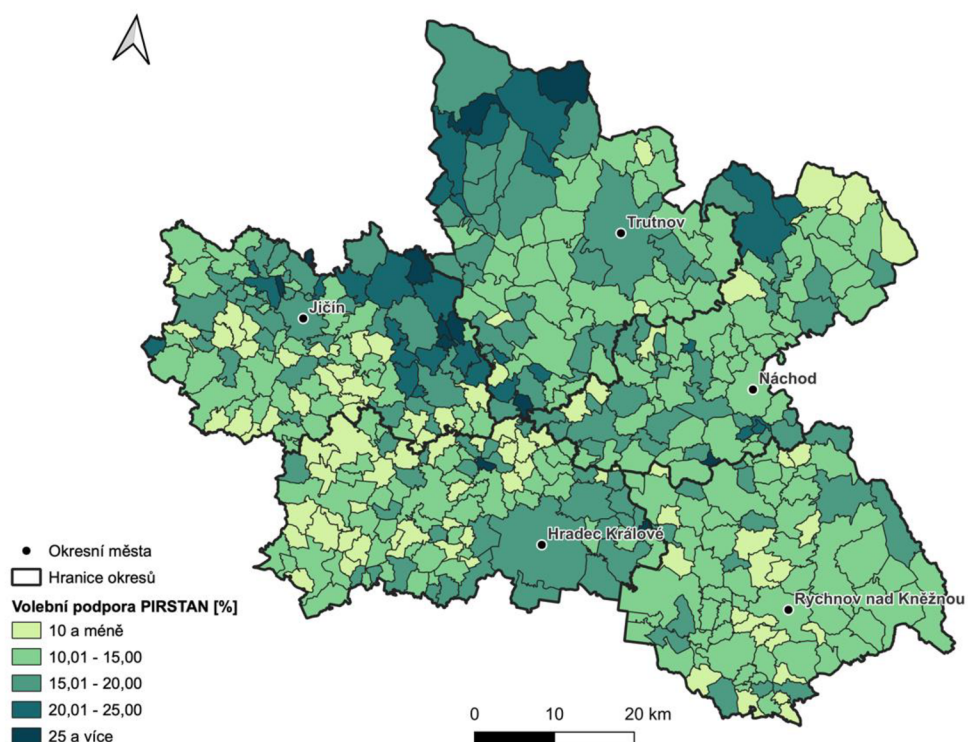 Trutnov
Jičín
Náchod
Hradec Králové
Rychnov nad Kněžnou
Okresní města
Hranice okresů
Volební podpora PIRSTAN [%]
10 a méně
10,01 - 15,00
15,01 - 20,00
20,01 - 25,00
25 a více
0 10 20 km